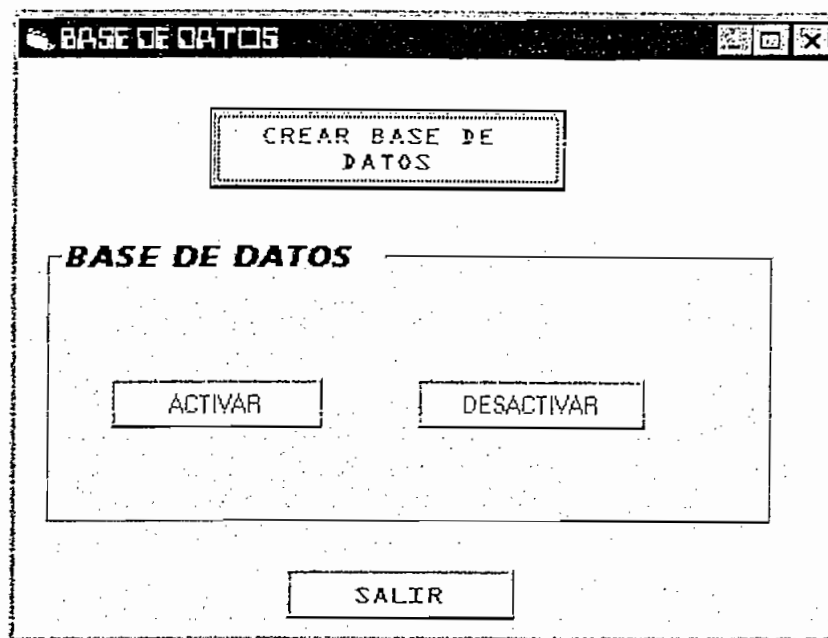 BASE DE DATOS
CREAR BASE DE
DATOS
BASE DE DATOS
ACTIVAR
DESACTIVAR
SALIR